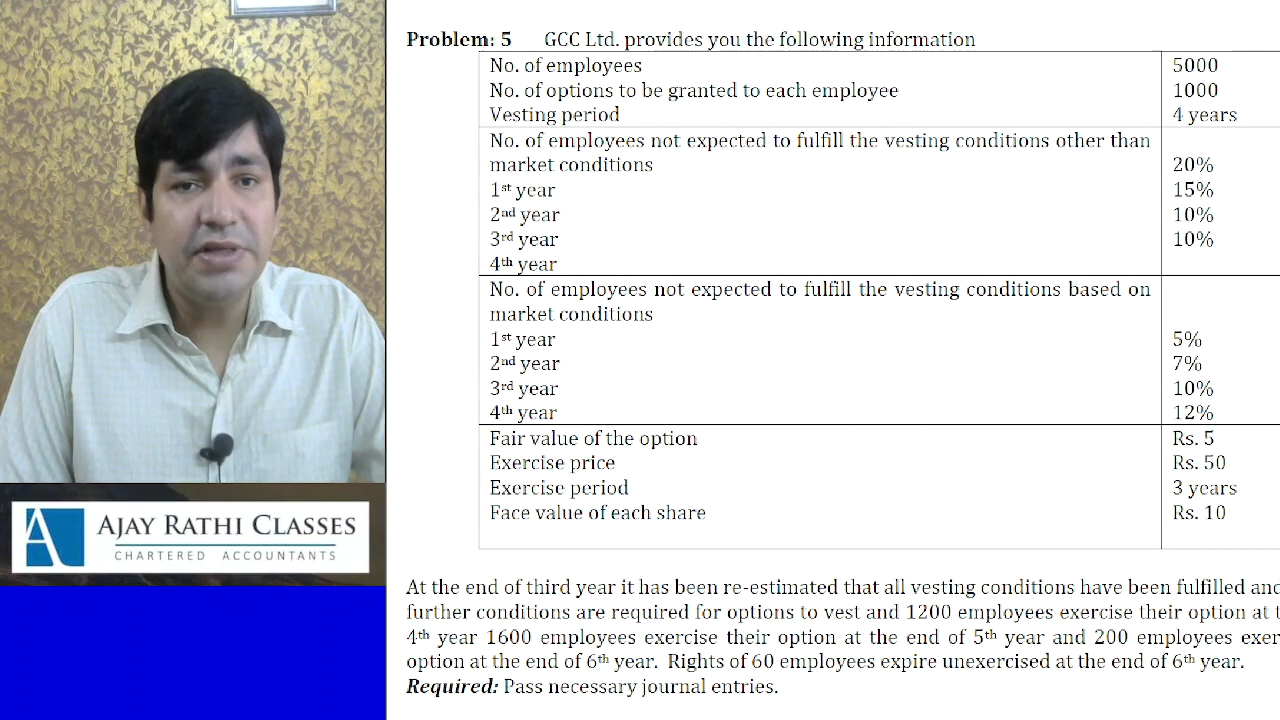 Problem: 5 GCC Ltd. provides you the following information
No. of employees 5000
No. of options to be granted to each employee 1000
Vesting period 4 years
No. of employees not expected to fulfill the vesting conditions other than
market conditions 20%
1st year 15%
2nd year 10%
3rd year 10%
4th year
No. of employees not expected to fulfill the vesting conditions based on
market conditions
1st year 5%
2nd year 7%
3rd year 10%
4th year 12%
Fair value of the option Rs. 5
Exercise price Rs. 50
Exercise period 3 years
Face value of each share Rs. 10
At the end of third year it has been re-estimated that all vesting conditions have been fulfilled and
further conditions are required for options to vest and 1200 employees exercise their option at
4th year 1600 employees exercise their option at the end of 5th year and 200 employees
option at the end of 6th year. Rights of 60 employees expire unexercised at the end of 6th year.
Required: Pass necessary journal entries.
A
AJAY RATHI CLASSES
CHARTERED ACCOUNTANTS